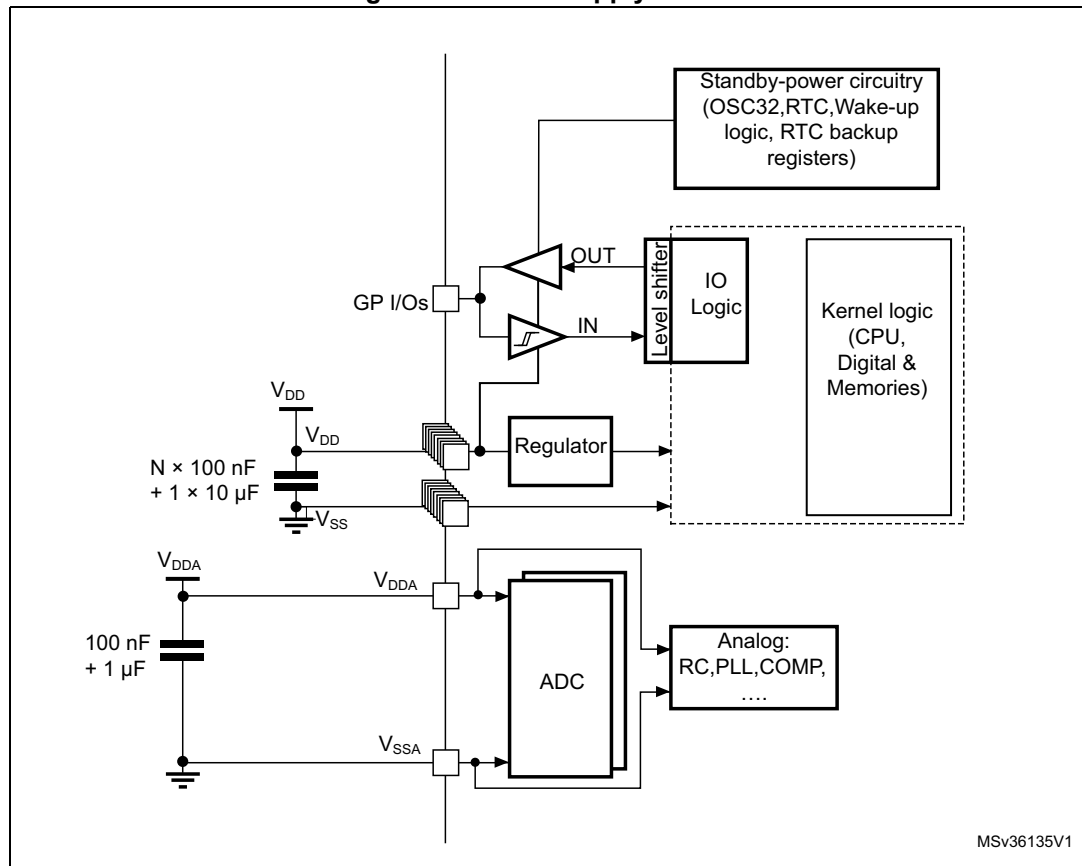 Standby-power circuitry
(OSC32,RTC,Wake-up
logic, RTC backup
registers)
OUT
Level shifter
IO
Logic
GP I/Os
IN
Kernel logic
(CPU,
Digital &
Memories)
VDD
VDD
Regulator
N × 100 nF
+ 1 × 10 μF
VSS
VDDA
VDDA
100 nF
+ 1 μF
ADC
Analog:
RC,PLL,COMP,
….
VSSA
MSv36135V1